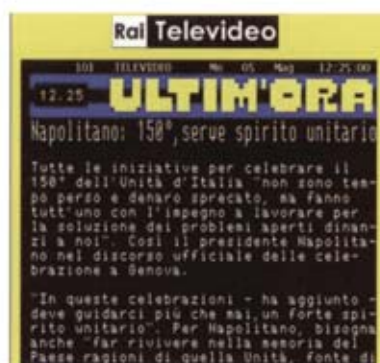 Rai Televideo
101 TELEVIDEO Me 05 Mag 12:25:00
12.25 ULTIM'ORA
Napolitano: 150°, serve spirito unitario
Tutte le iniziative per celebrare il
150° dell'Unità d'Italia "non sono tem-
po perso e denaro sprecato, ma fanno
tutt'uno con l'impegno a lavorare per
la soluzione dei problemi aperti dinan-
zi a noi". Così il presidente Napolita-
no nel discorso ufficiale delle cele-
brazione a Genova.
"In queste celebrazioni - ha aggiunto -
deve guidarci più che mai un forte spi-
rito unitario". Per Napolitano, bisogna
anche "far rivivere nella memoria del
Paese ragioni di quella Unità, fonte di